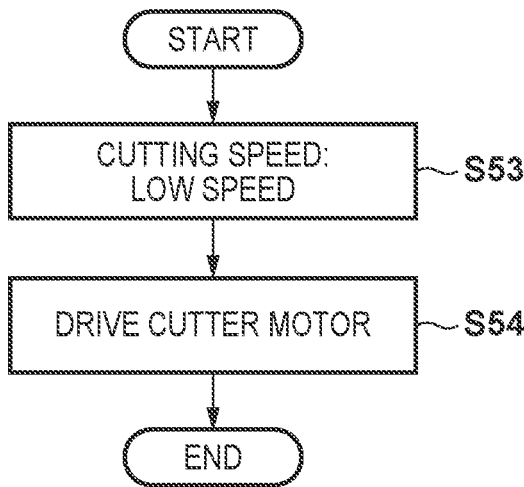 START
CUTTING SPEED:
LOW SPEED
S53
DRIVE CUTTER MOTOR
S54
END